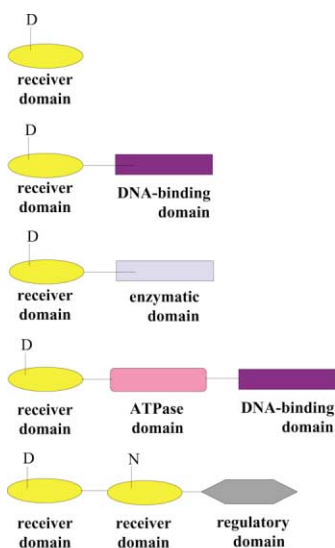 D
receiver
domain
D
receiver DNA-binding
domain domain
D
receiver enzymatic
domain domain
D
receiver ATPase DNA-binding
domain domain domain
D N
receiver receiver regulatory
domain domain domain